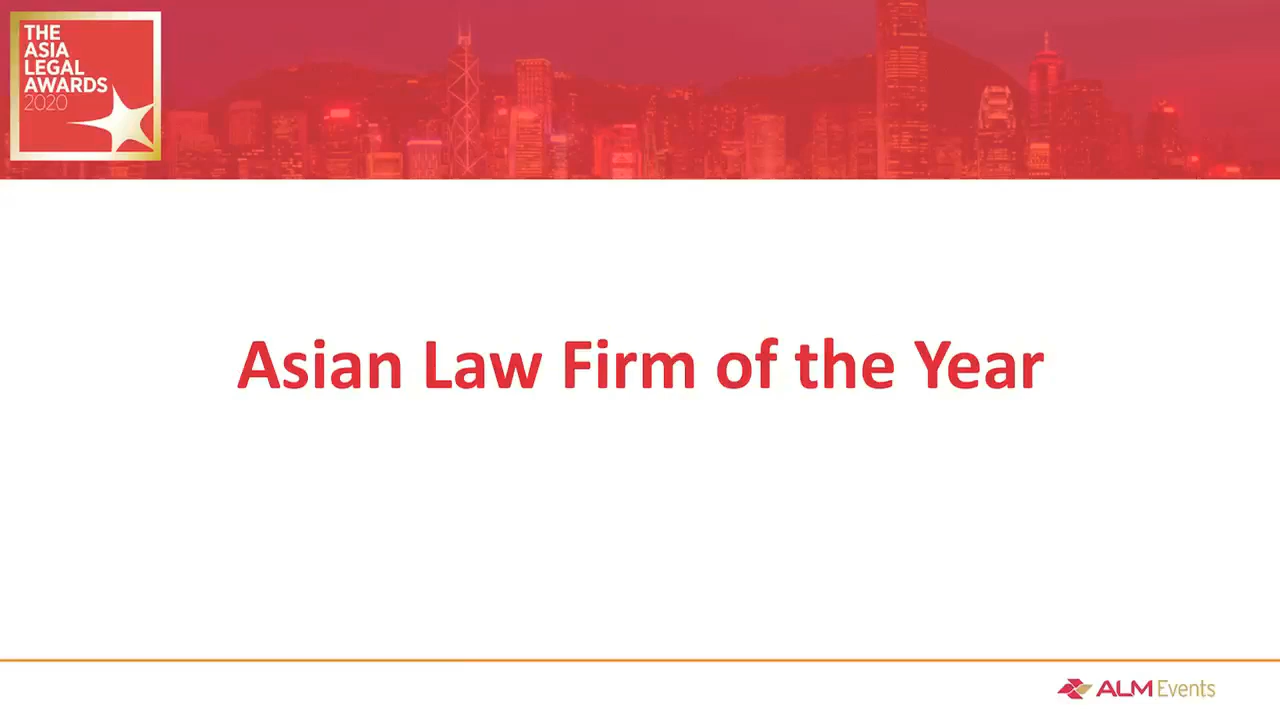 THE
ASIA
LEGAL
AWARDS
2020
Asian Law Firm of the Year
ALM Events